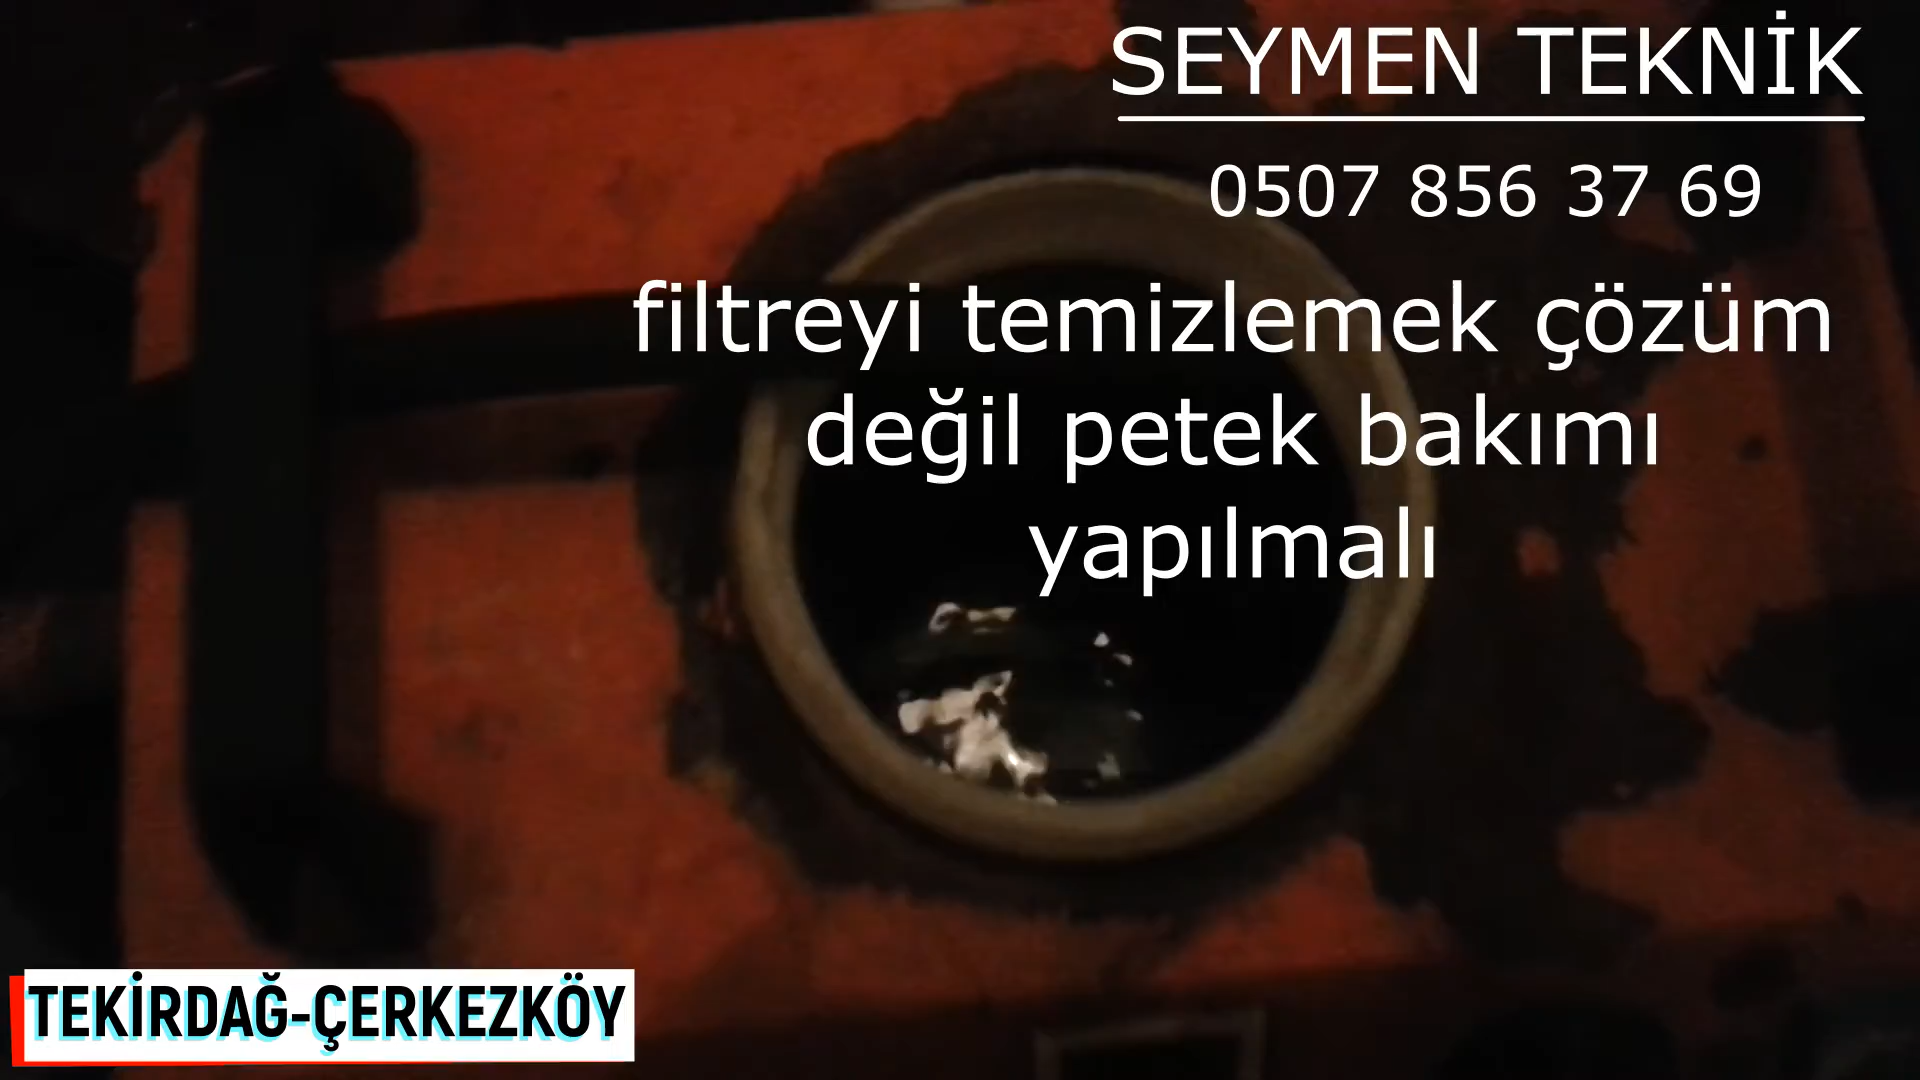 SEYMEN TEKNİK
0507 856 37 69
filtreyi temizlemek çözüm
değil petek bakımı
yapılmalı
TEKİRDAĞ-ÇERKEZKÖY